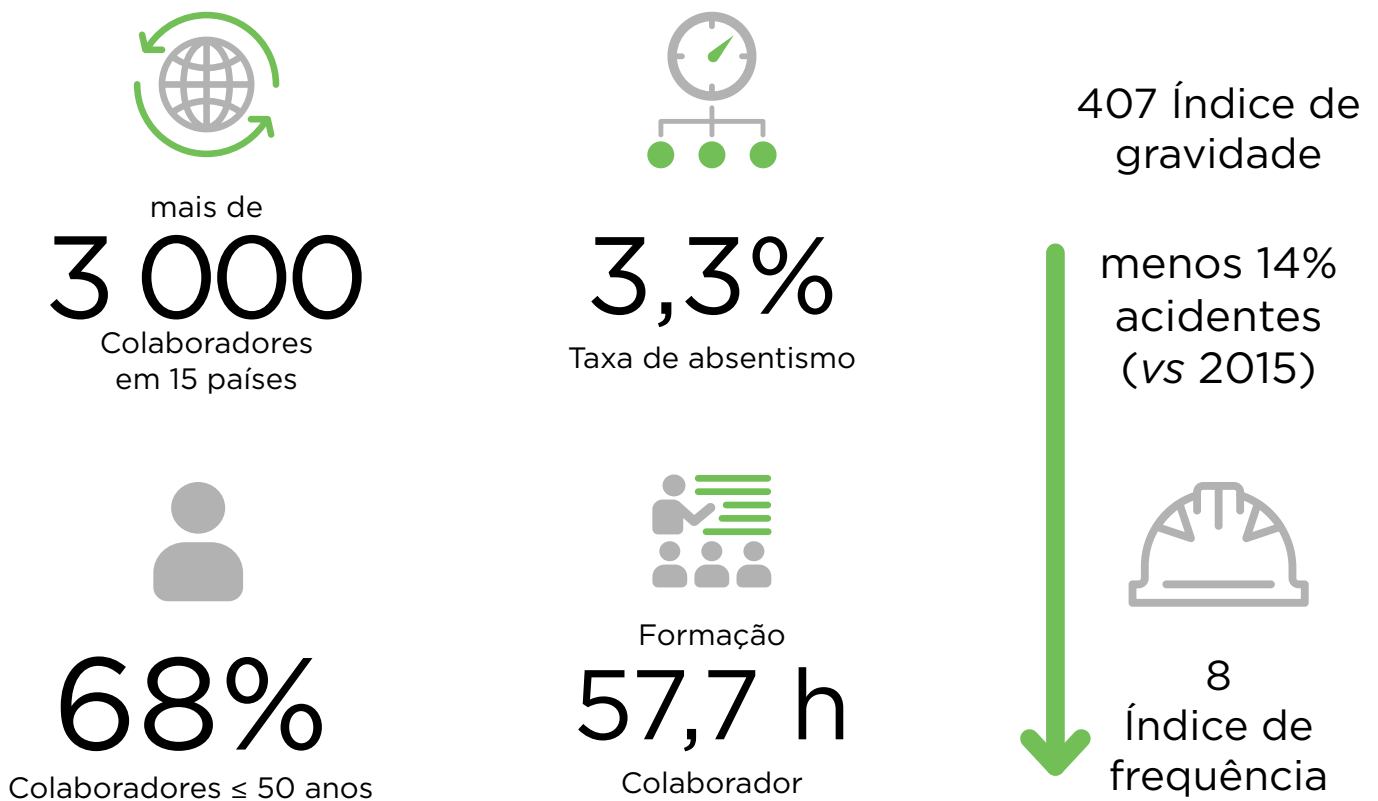 mais de
3 000
Colaboradores
em 15 países
3,3%
Taxa de absentismo
407 Índice de
gravidade
menos 14%
acidentes
(vs 2015)
68%
Colaboradores ≤ 50 anos
Formação
57,7 h
Colaborador
8
Índice de
frequência